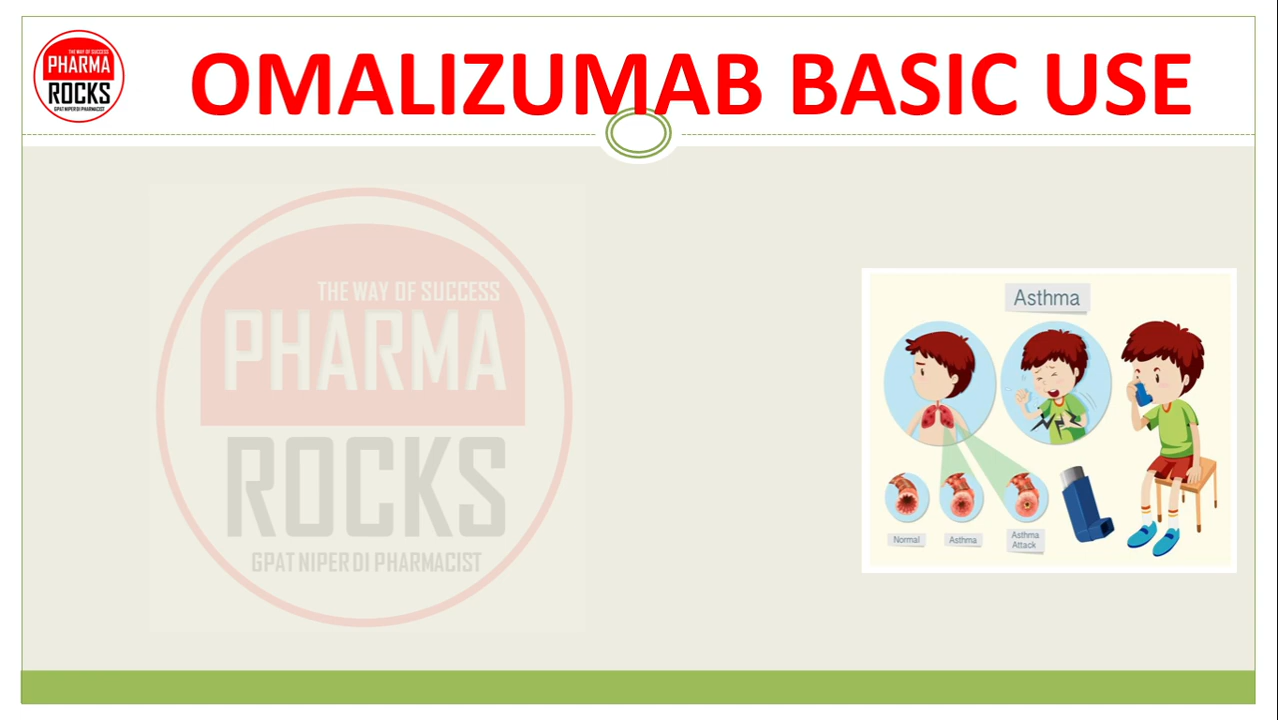 THE WAY OF SUCCESS
PHARMA
ROCKS
GPAT NIPER DI PHARMACIST
OMALIZUMAB BASIC USE
THE WAY OF SUCCESS
PHARMA
ROCKS
GPAT NIPER DI PHARMACIST
Asthma
Normal
Asthma
Asthma
Attack